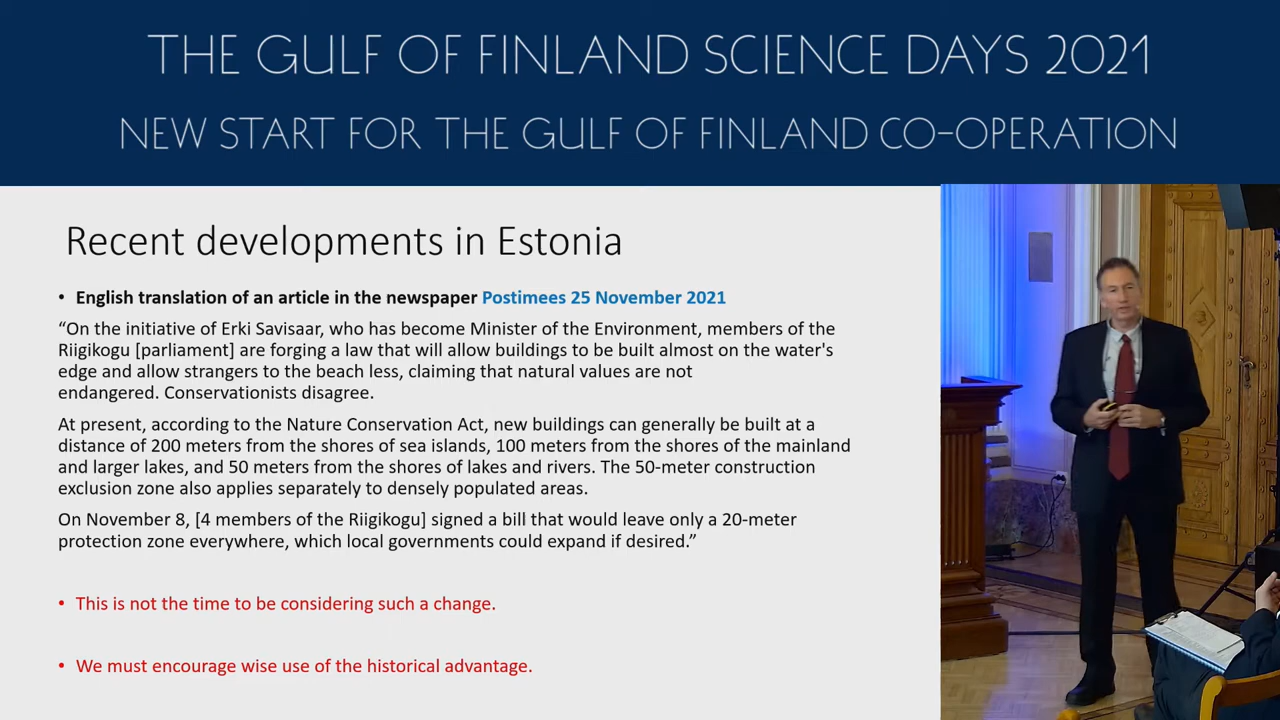 THE GULF OF FINLAND SCIENCE DAYS 2021
NEW START FOR THE GULF OF FINLAND CO-OPERATION
Recent developments in Estonia
• English translation of an article in the newspaper Postimees 25 November 2021
“On the initiative of Erki Savisaar, who has become Minister of the Environment, members of the
Riigikogu [parliament] are forging a law that will allow buildings to be built almost on the water's
edge and allow strangers to the beach less, claiming that natural values are not
endangered. Conservationists disagree.
At present, according to the Nature Conservation Act, new buildings can generally be built at a
distance of 200 meters from the shores of sea islands, 100 meters from the shores of the mainland
and larger lakes, and 50 meters from the shores of lakes and rivers. The 50-meter construction
exclusion zone also applies separately to densely populated areas.
On November 8, [4 members of the Riigikogu] signed a bill that would leave only a 20-meter
protection zone everywhere, which local governments could expand if desired.”
• This is not the time to be considering such a change.
• We must encourage wise use of the historical advantage.